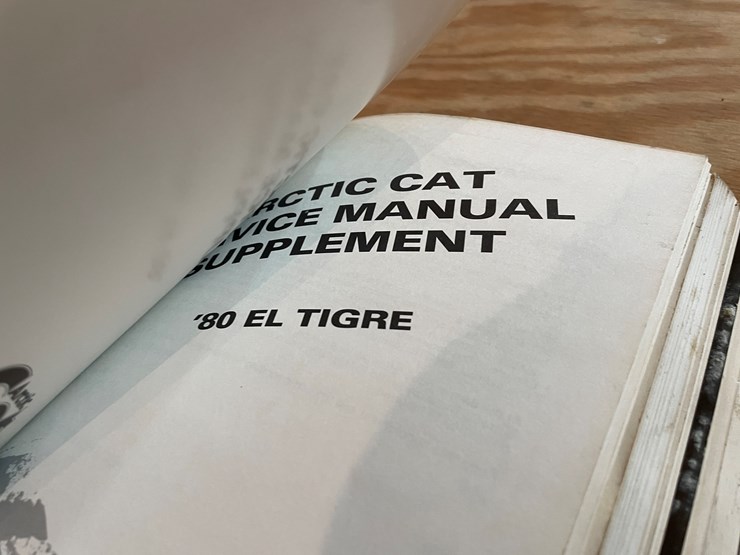 RCTIC CAT
VICE MANUAL
SUPPLEMENT
'80 EL TIGRE